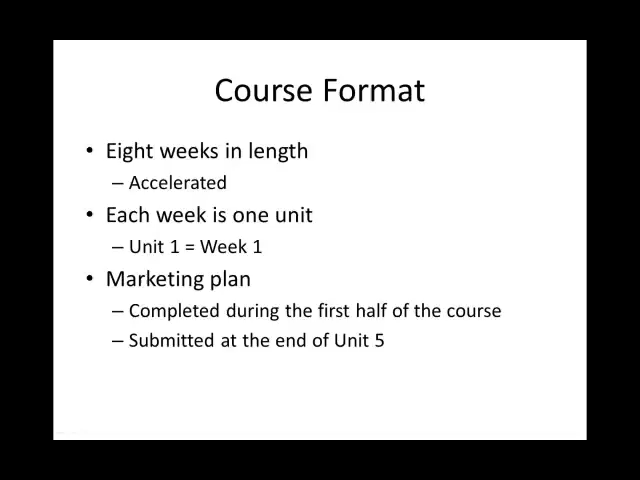 Course Format
• Eight weeks in length
– Accelerated
• Each week is one unit
– Unit 1 = Week 1
• Marketing plan
– Completed during the first half of the course
– Submitted at the end of Unit 5